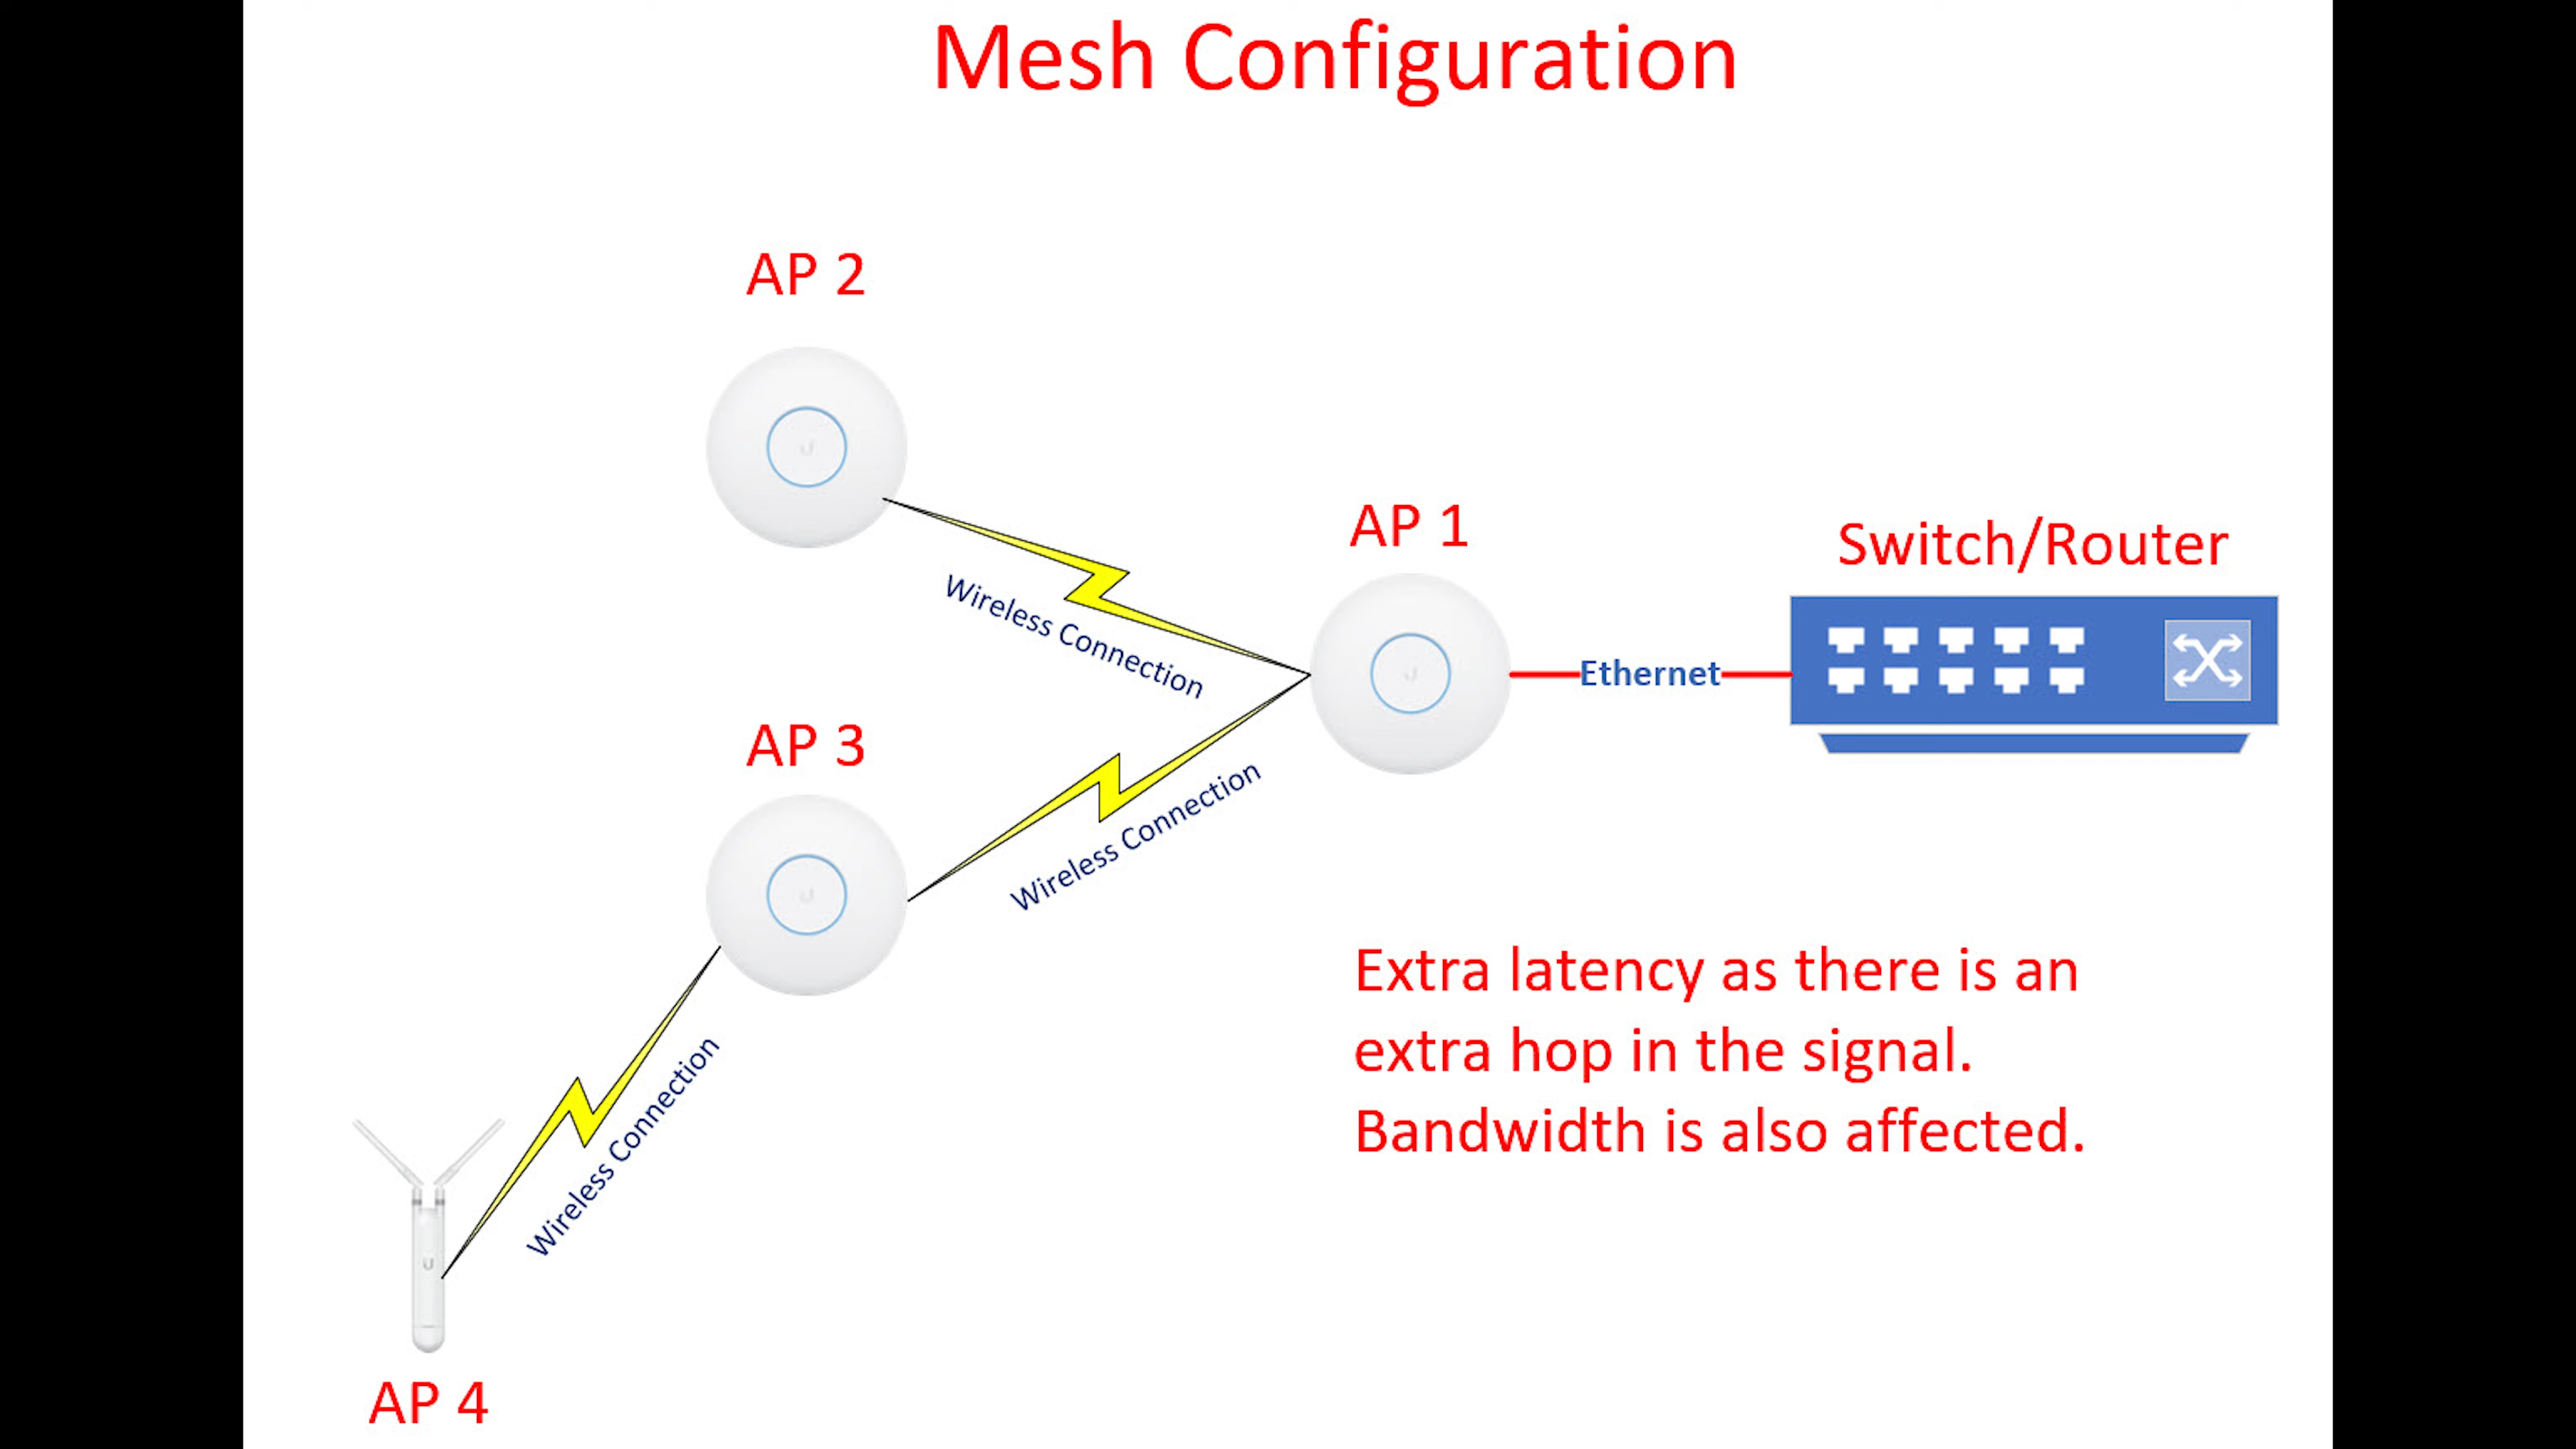 Mesh Configuration
AP 2
AP 1
Switch/Router
Wireless Connection
Ethernet
AP 3
Wireless Connection
Extra latency as there is an
extra hop in the signal.
Bandwidth is also affected.
Wireless Connection
AP 4